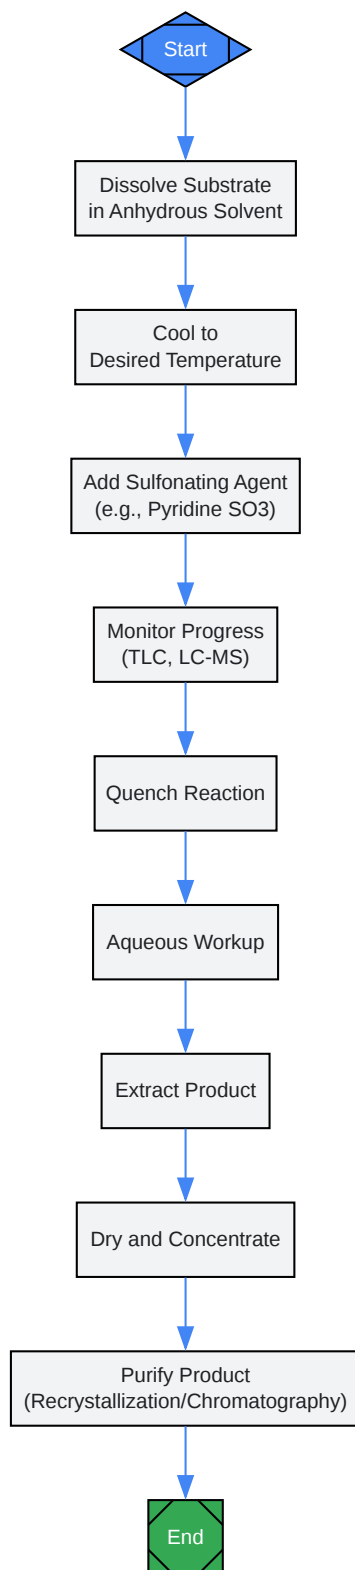 Start
Dissolve Substrate
in Anhydrous Solvent
Cool to
Desired Temperature
Add Sulfonating Agent
(e.g., Pyridine SO3)
Monitor Progress
(TLC, LC-MS)
Quench Reaction
Aqueous Workup
Extract Product
Dry and Concentrate
Purify Product
(Recrystallization/Chromatography)
End